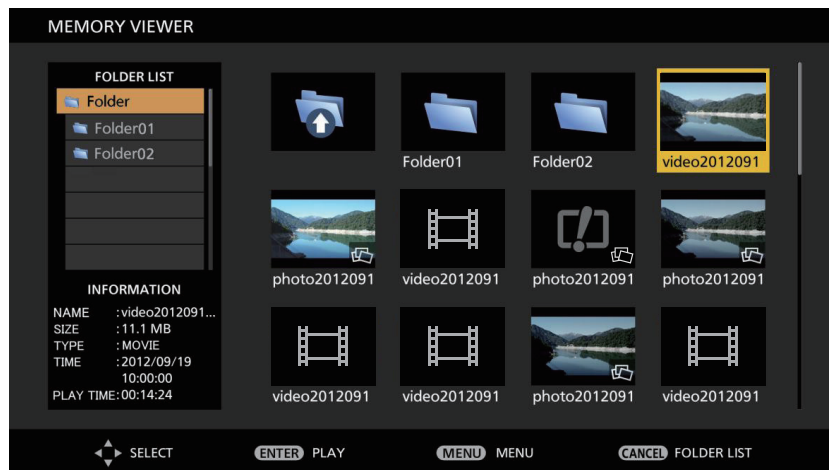 MEMORY VIEWER
FOLDER LIST
Folder
Folder01
Folder02
INFORMATION
NAME :video2012091...
SIZE :11.1 MB
TYPE :MOVIE
TIME :2012/09/19
10:00:00
PLAY TIME:00:14:24
Folder01 Folder02 video2012091
photo2012091 video2012091 photo2012091 photo2012091
video2012091 video2012091 photo2012091 video2012091
SELECT ENTER PLAY MENU MENU CANCEL FOLDER LIST